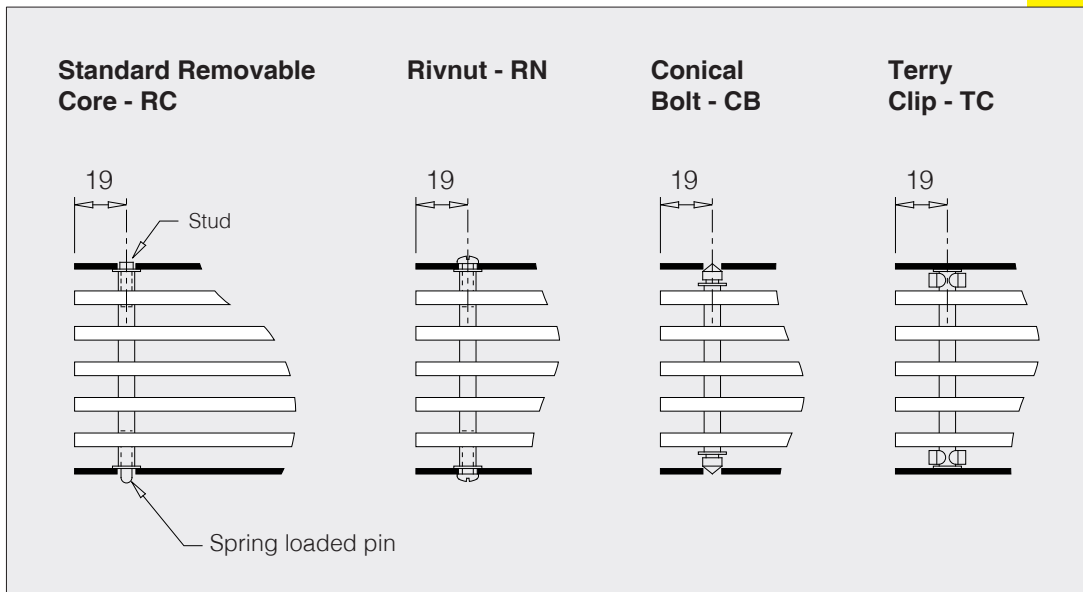 Standard Removable
Core - RC
Rivnut - RN
Conical
Bolt - CB
Terry
Clip - TC
19
19
19
19
Stud
Spring loaded pin